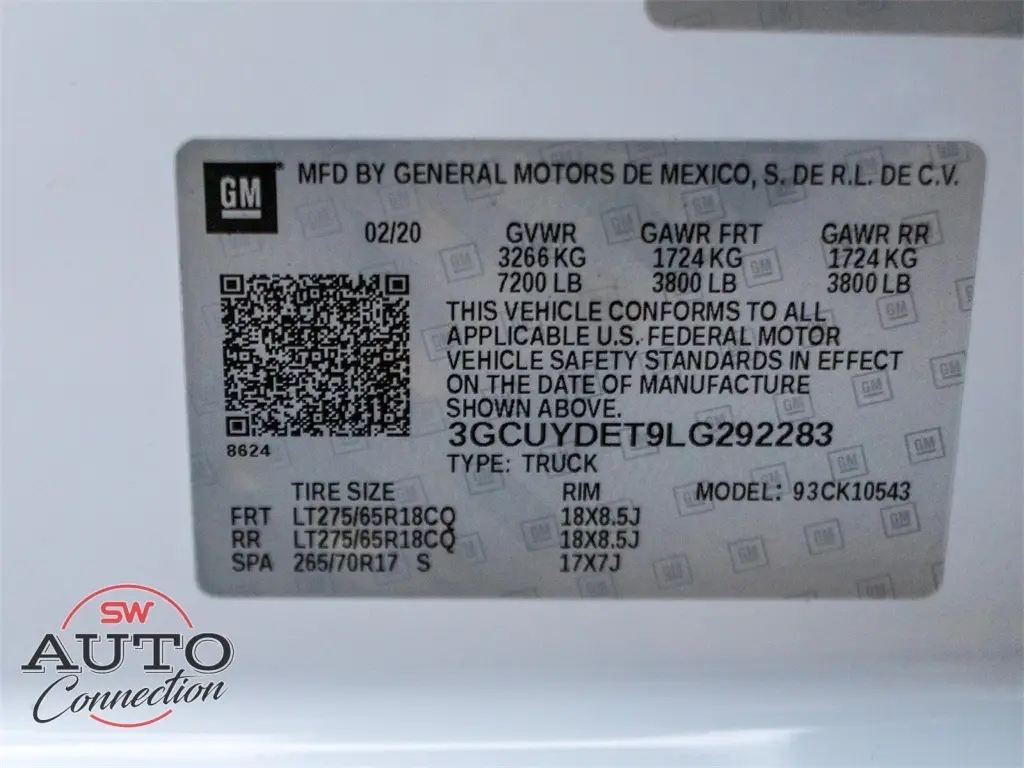 GM MFD BY GENERAL MOTORS DE MEXICO, S. DE R.L. DE C.V.
02/20 GVWR GAWR FRT GAWR RR
3266 KG 1724 KG 1724 KG
7200 LB 3800 LB 3800 LB
THIS VEHICLE CONFORMS TO ALL
APPLICABLE U.S. FEDERAL MOTOR
VEHICLE SAFETY STANDARDS IN EFFECT
ON THE DATE OF MANUFACTURE
SHOWN ABOVE.
3GCUYDET9LG292283
8624
TYPE: TRUCK
TIRE SIZE RIM MODEL: 93CK10543
FRT LT275/65R18CQ 18X8.5J
RR LT275/65R18CQ 18X8.5J
SPA 265/70R17 S 17X7J
SW
AUTO
Connection